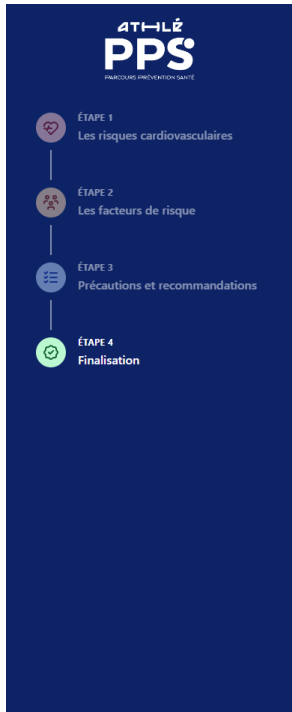 ATHLÉ
PPS
PARCOURS PRÉVENTION SANTÉ
ÉTAPE 1
Les risques cardiovasculaires
ÉTAPE 2
Les facteurs de risque
ÉTAPE 3
Précautions et recommandations
ÉTAPE 4
Finalisation